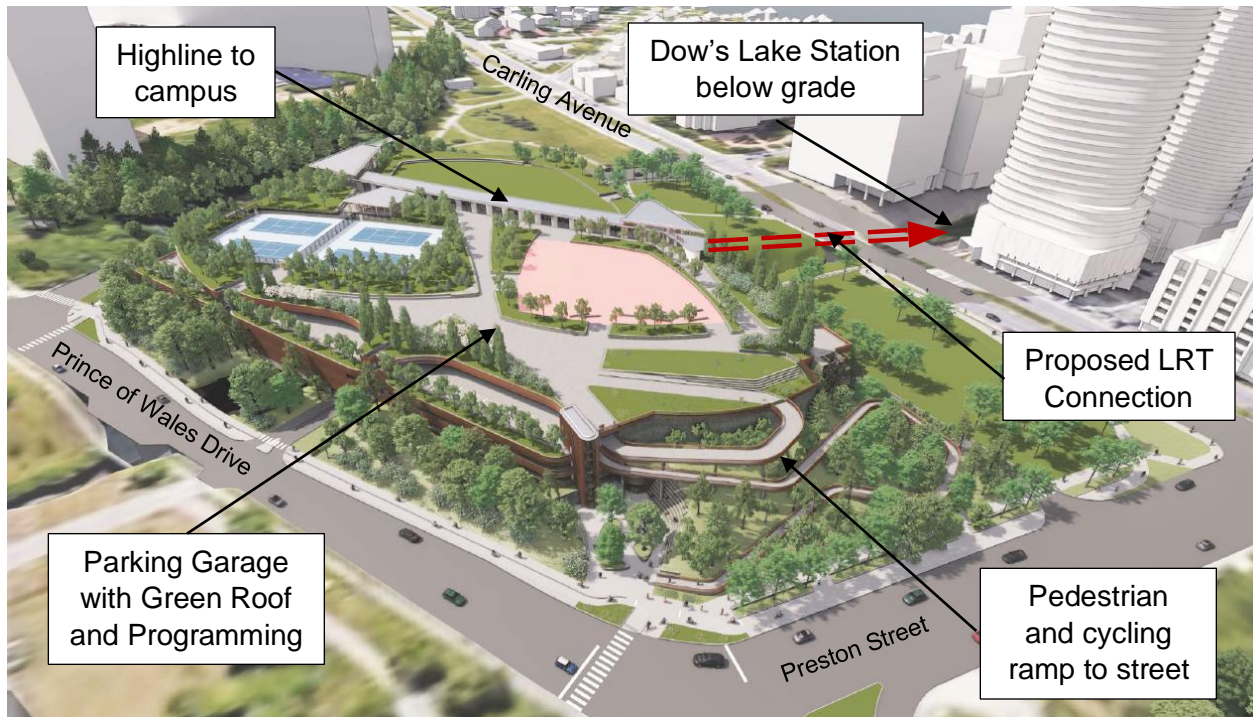 Highline to
campus
Carling Avenue
Dow's Lake Station
below grade
Proposed LRT
Connection
Prince of Wales Drive
Parking Garage
with Green Roof
and Programming
Preston Street
Pedestrian
and cycling
ramp to street